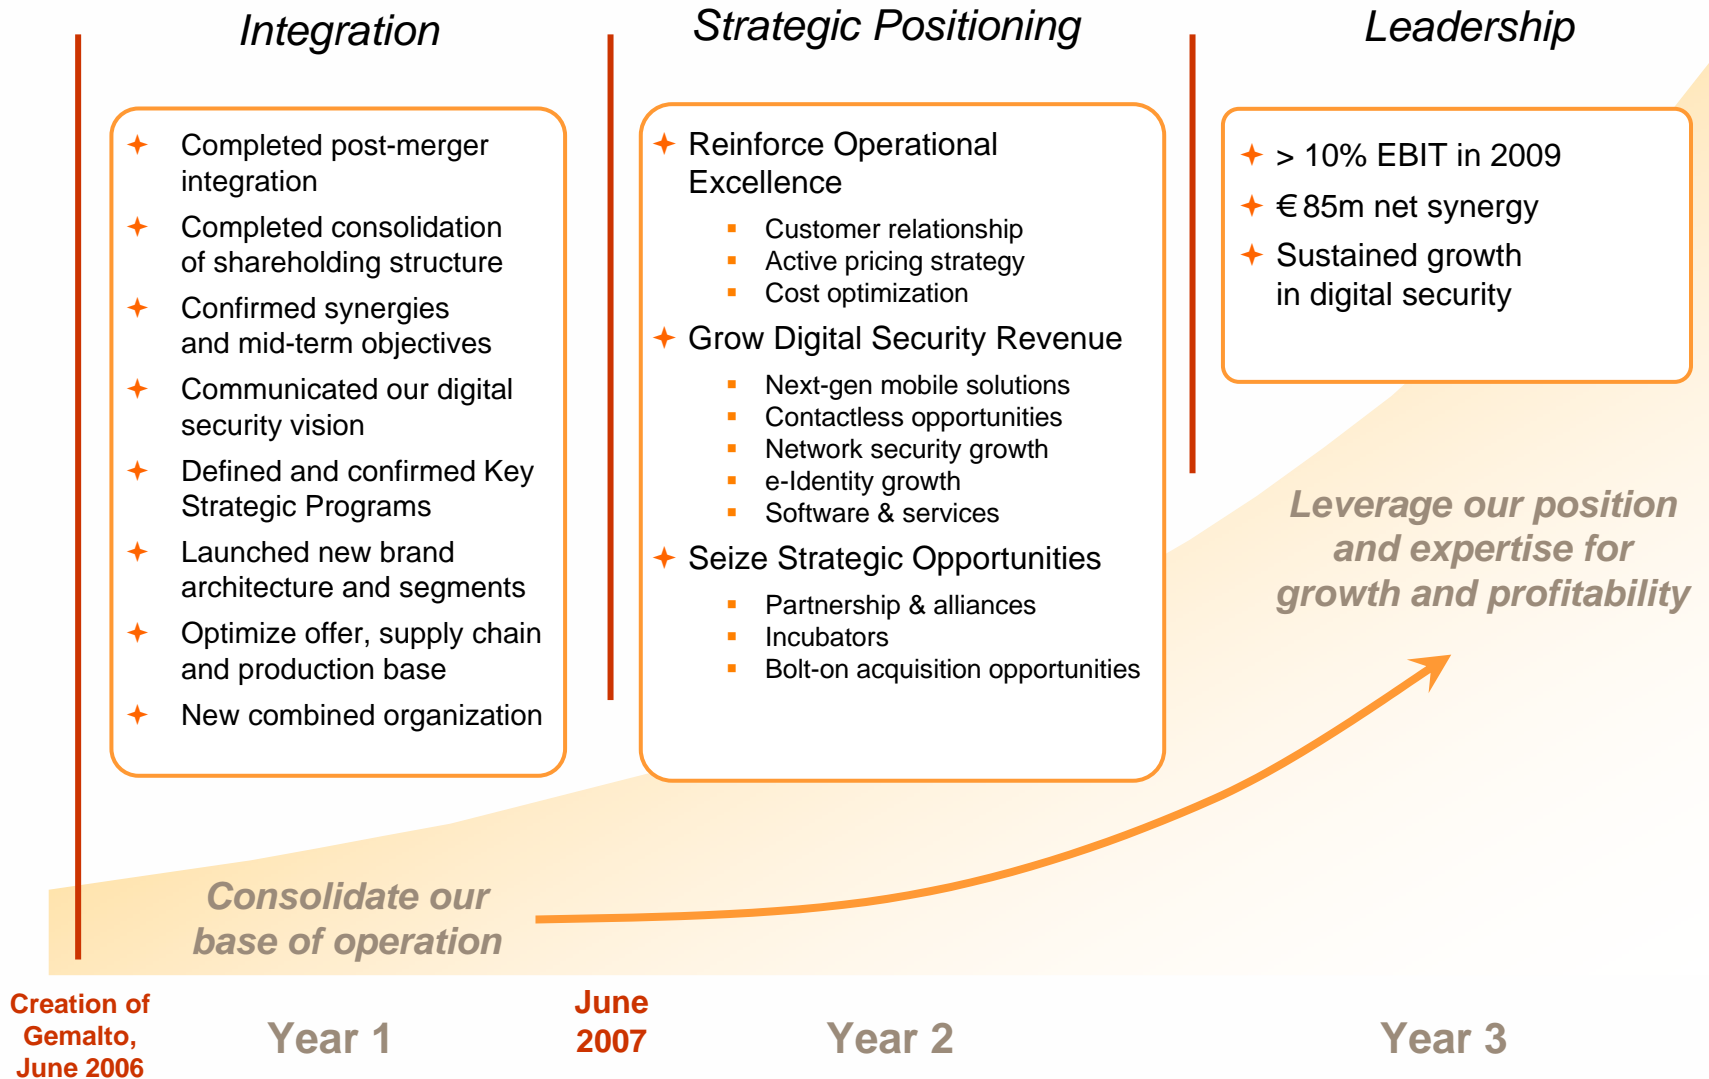 Integration
Completed post-merger
integration
Completed consolidation
of shareholding structure
Confirmed synergies
and mid-term objectives
Communicated our digital
security vision
Defined and confirmed Key
Strategic Programs
Launched new brand
architecture and segments
Optimize offer, supply chain
and production base
New combined organization
Strategic Positioning
Reinforce Operational
Excellence
Customer relationship
Active pricing strategy
Cost optimization
Grow Digital Security Revenue
Next-gen mobile solutions
Contactless opportunities
Network security growth
e-Identity growth
Software & services
Seize Strategic Opportunities
Partnership & alliances
Incubators
Bolt-on acquisition opportunities
Leadership
> 10% EBIT in 2009
€85m net synergy
Sustained growth
in digital security
Leverage our position
and expertise for
growth and profitability
Consolidate our
base of operation
Creation of
Gemalto,
June 2006
Year 1
June
2007
Year 2
Year 3